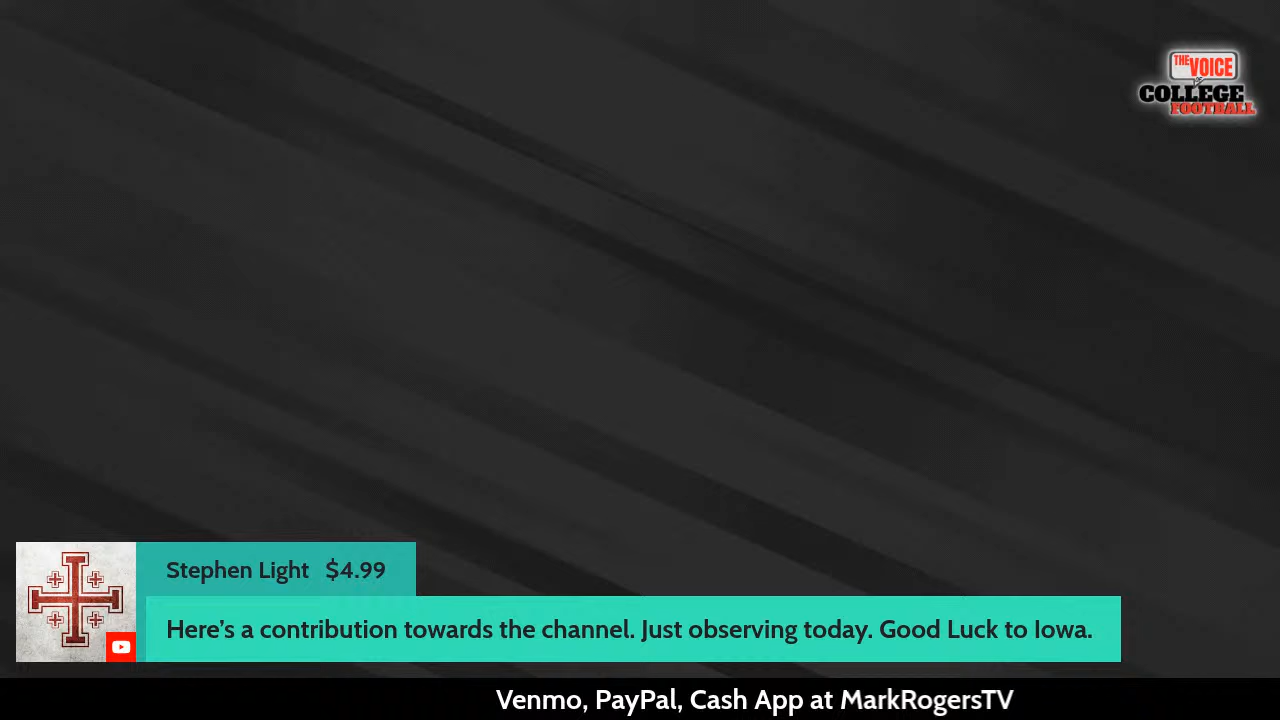 THE VOICE
OF
COLLEGE
FOOTBALL
Stephen Light $4.99
Here's a contribution towards the channel. Just observing today. Good Luck to Iowa.
Venmo, PayPal, Cash App at MarkRogersTV